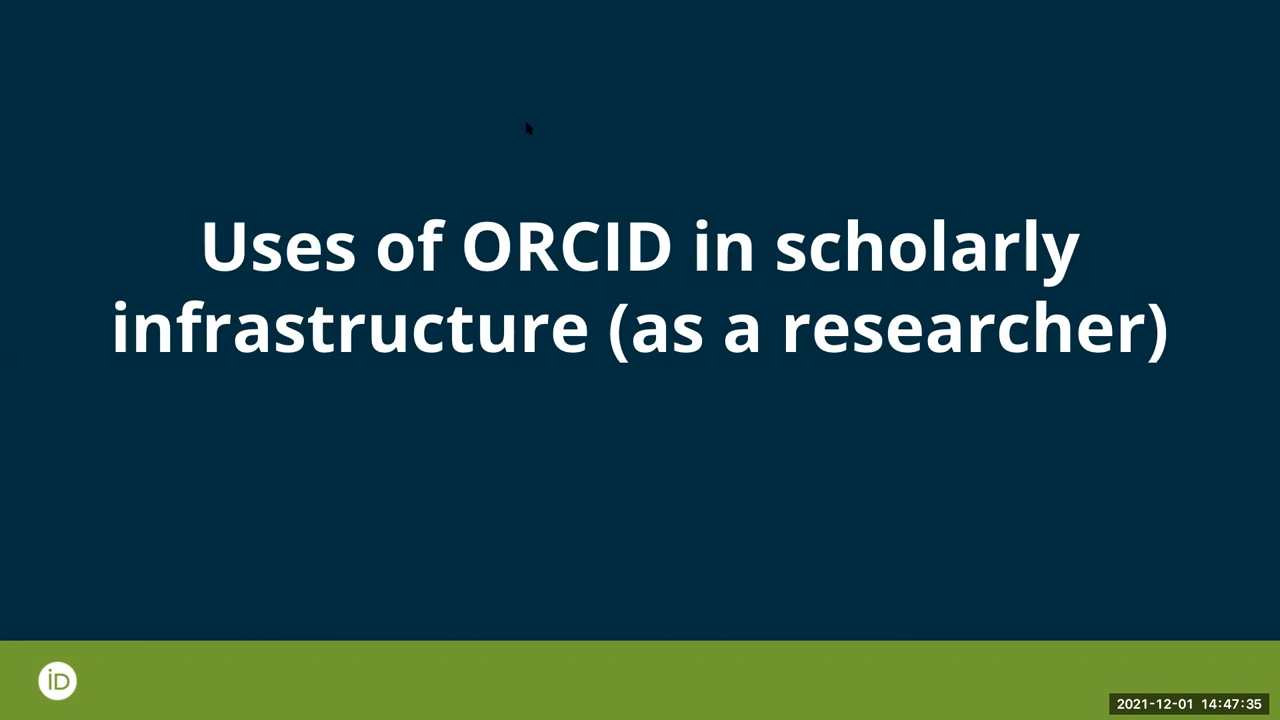 Uses of ORCID in scholarly
infrastructure (as a researcher)
iD
2021-12-01 14:47:35